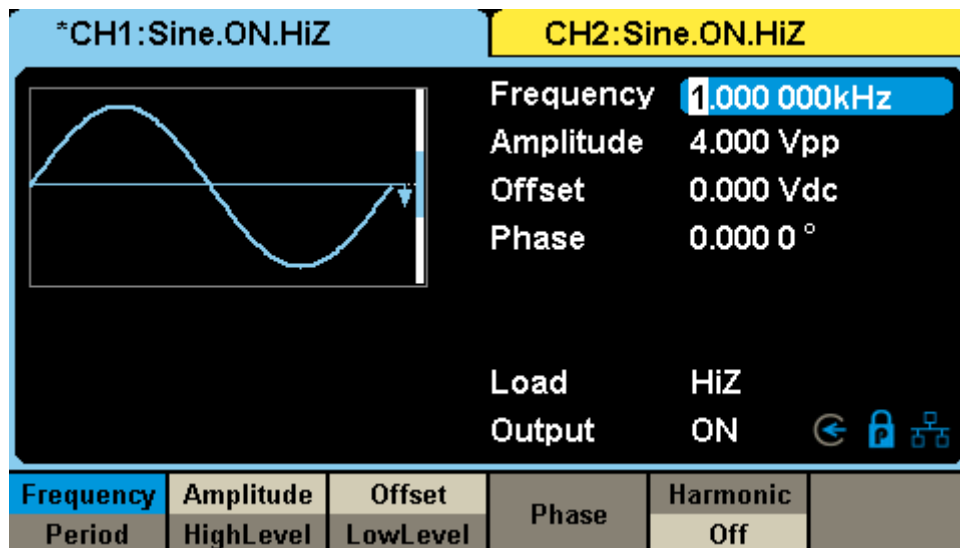 *CH1:Sine.ON.HiZ CH2:Sine.ON.HiZ
Frequency 1.000 000kHz
Amplitude 4.000 Vpp
Offset 0.000 Vdc
Phase 0.000 0 °
Load HiZ
Output ON
Frequency Amplitude Offset Phase Harmonic
Period HighLevel LowLevel Off